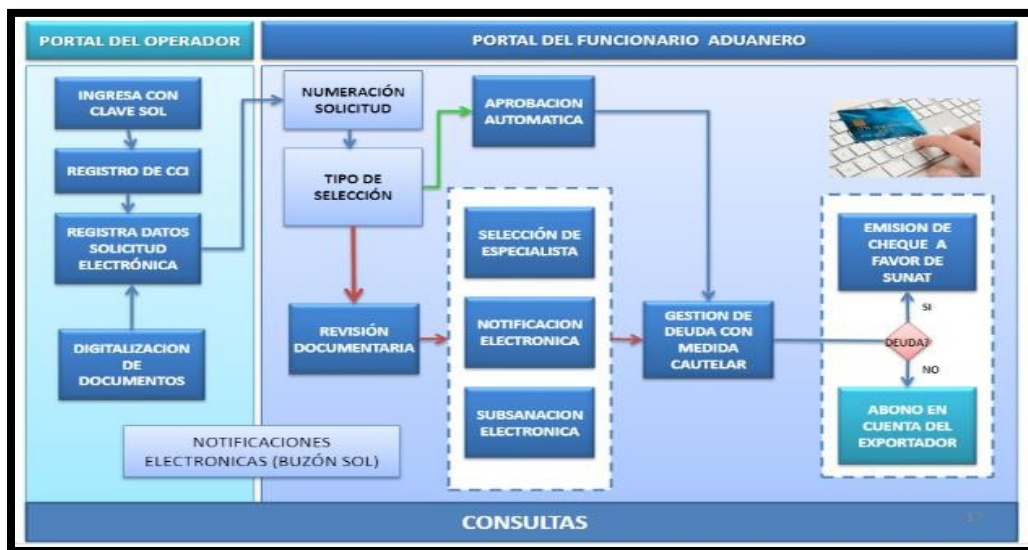 PORTAL DEL OPERADOR
PORTAL DEL FUNCIONARIO ADUANERO
INGRESA CON
CLAVE SOL
REGISTRO DE CCI
REGISTRA DATOS
SOLICITUD
ELECTRÓNICA
DIGITALIZACION
DE
DOCUMENTOS
NUMERACIÓN
SOLICITUD
TIPO DE
SELECCIÓN
REVISIÓN
DOCUMENTARIA
APROBACION
AUTOMATICA
SELECCIÓN DE
ESPECIALISTA
NOTIFICACION
ELECTRONICA
SUBSANACION
ELECTRONICA
GESTION DE
DEUDA CON
MEDIDA
CAUTELAR
EMISION DE
CHEQUE A
FAVOR DE
SUNAT
SI
DEUDA?
NO
ABONO EN
CUENTA DEL
EXPORTADOR
NOTIFICACIONES
ELECTRONICAS (BUZÓN SOL)
CONSULTAS
37